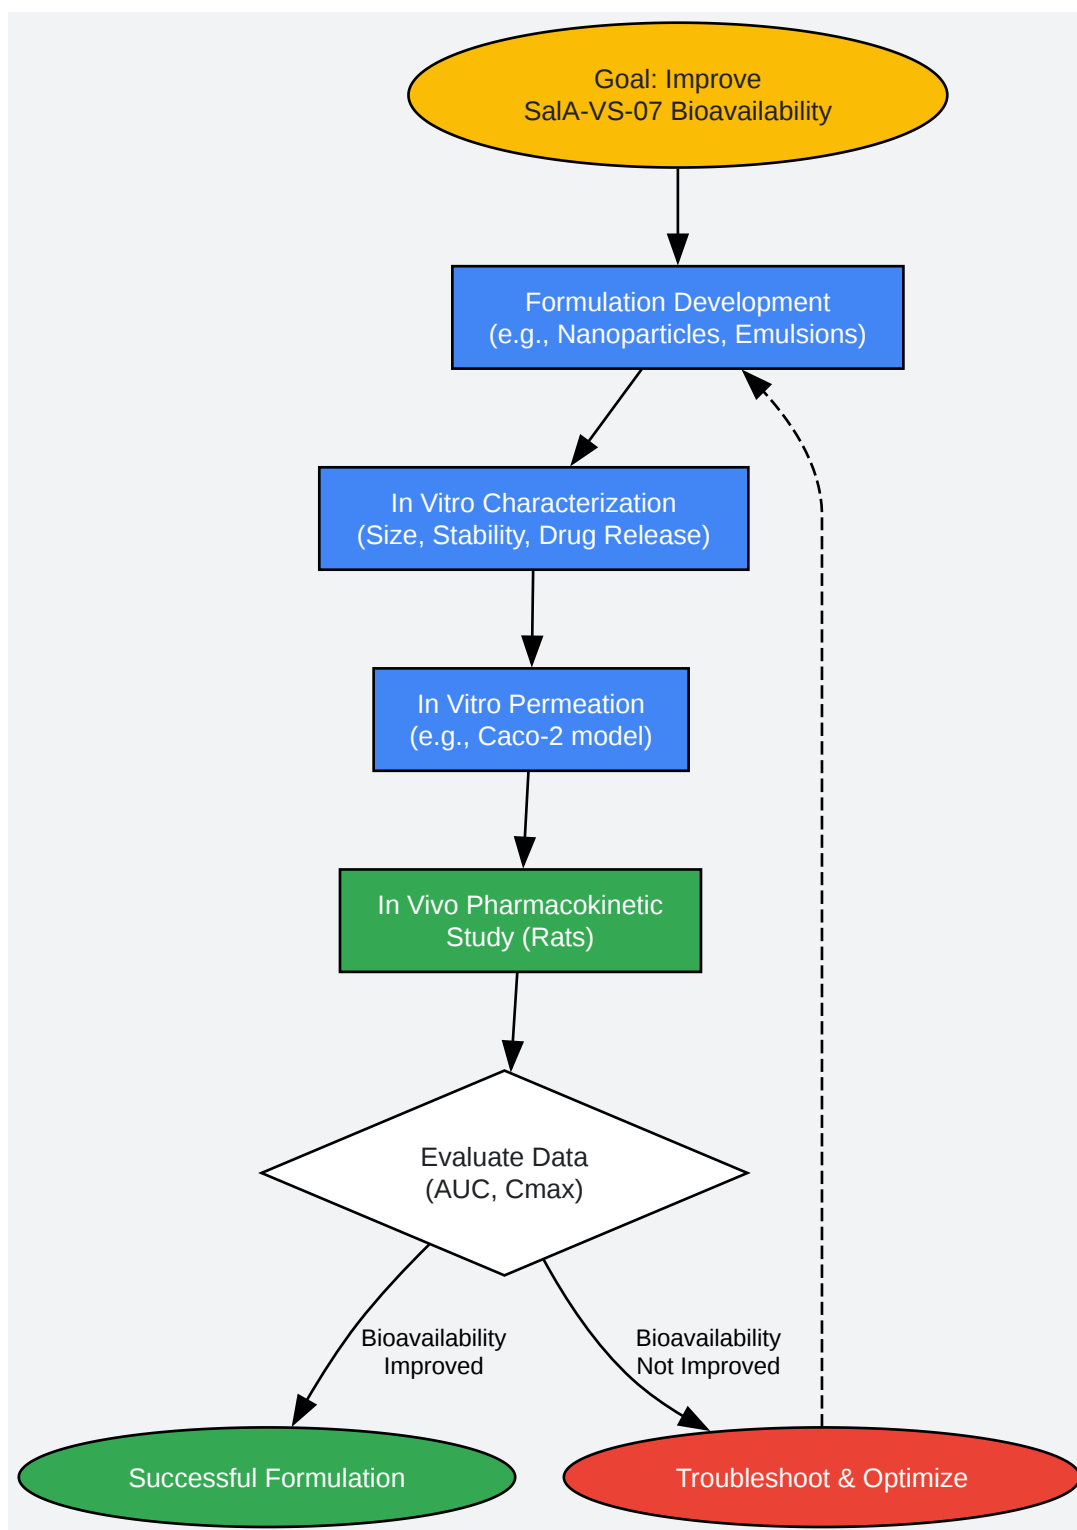 Goal: Improve
SalA-VS-07 Bioavailability
Formulation Development
(e.g., Nanoparticles, Emulsions)
In Vitro Characterization
(Size, Stability, Drug Release)
In Vitro Permeation
(e.g., Caco-2 model)
In Vivo Pharmacokinetic
Study (Rats)
Evaluate Data
(AUC, Cmax)
Bioavailability
Improved
Bioavailability
Not Improved
Successful Formulation
Troubleshoot & Optimize